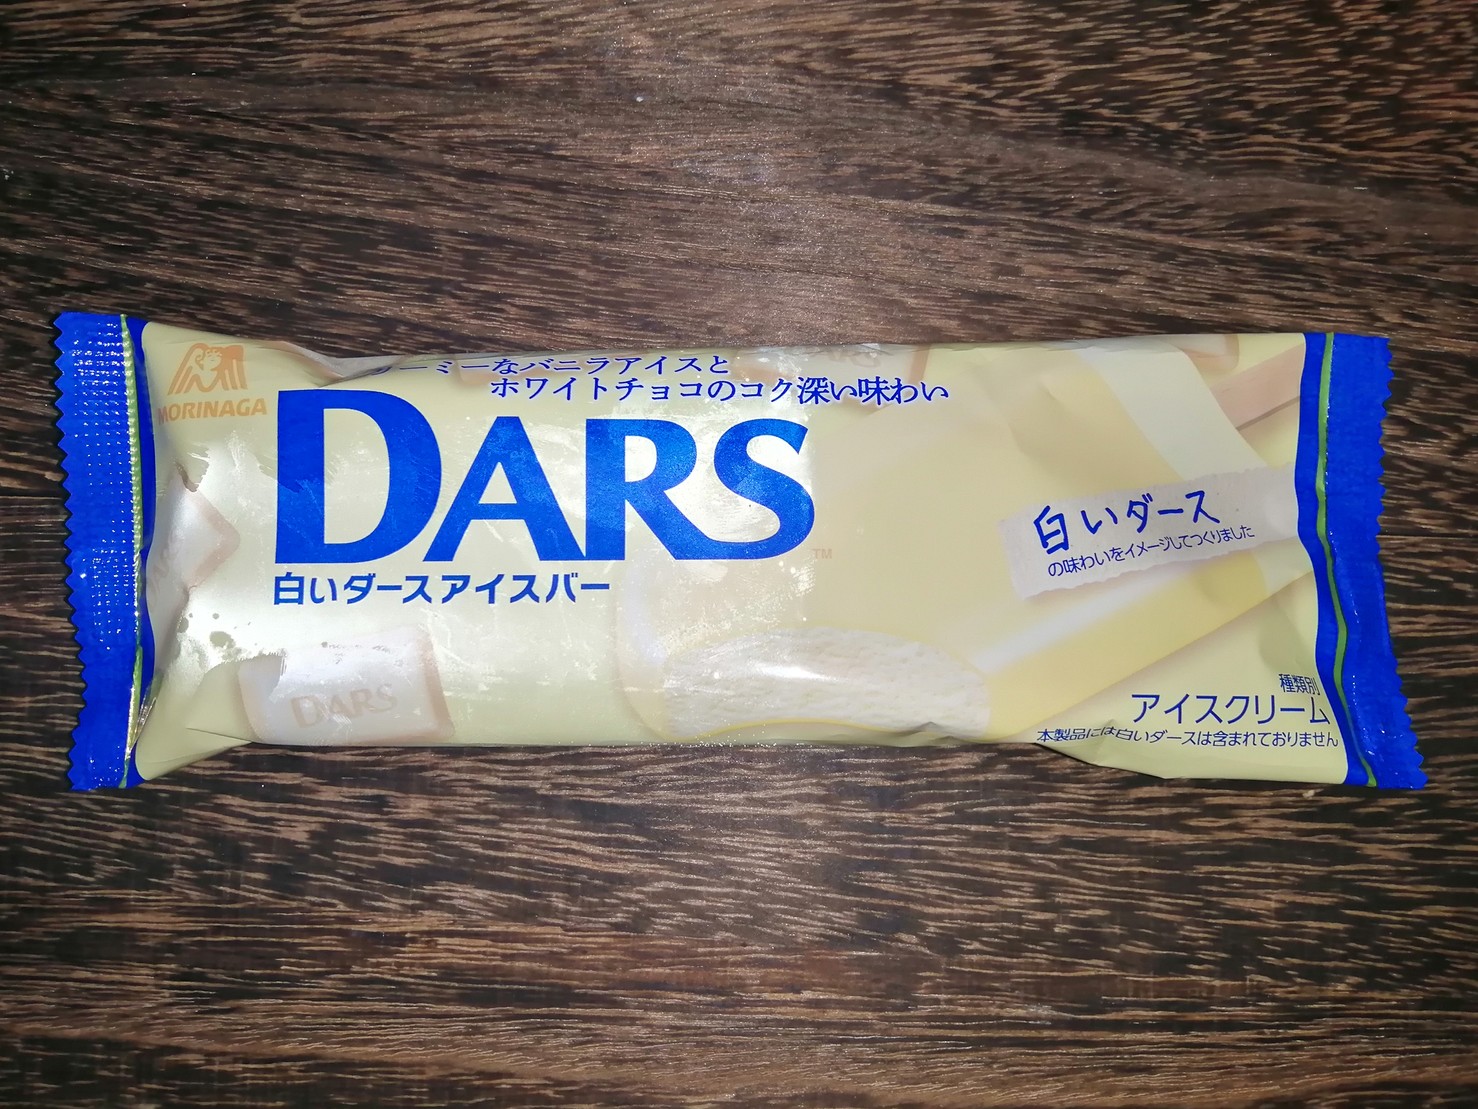 MORINAGA
ーミーなバニラアイスと
ホワイトチョコのコク深い味わい
DARS
TM
白いダースアイスバー
白いダース
の味わいをイメージしてつくりました
DARS
種類別
アイスクリーム
本製品には白いダースは含まれておりません